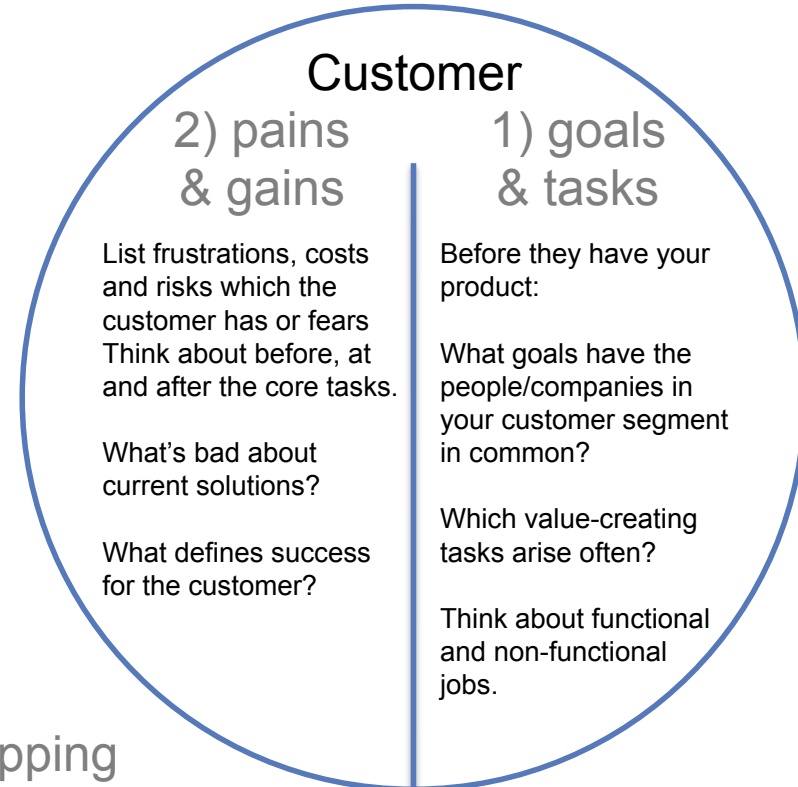 Customer
2) pains
& gains
List frustrations, costs
and risks which the
customer has or fears
Think about before, at
and after the core tasks.
What's bad about
current solutions?
What defines success
for the customer?
1) goals
& tasks
Before they have your
product:
What goals have the
people/companies in
your customer segment
in common?
Which value-creating
tasks arise often?
Think about functional
and non-functional
jobs.
pping